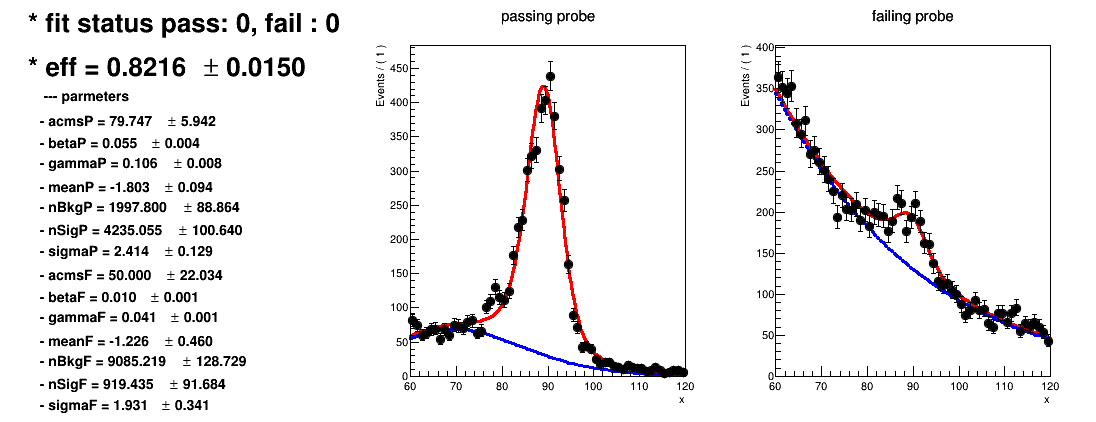 * fit status pass: 0, fail : 0
* eff = 0.8216 ± 0.0150
--- parmeters
- acmsP = 79.747 ± 5.942
- betaP = 0.055 ± 0.004
- gammaP = 0.106 ± 0.008
- meanP = -1.803 ± 0.094
- nBkgP = 1997.800 ± 88.864
- nSigP = 4235.055 ± 100.640
- sigmaP = 2.414 ± 0.129
- acmsF = 50.000 ± 22.034
- betaF = 0.010 ± 0.001
- gammaF = 0.041 ± 0.001
- meanF = -1.226 ± 0.460
- nBkgF = 9085.219 ± 128.729
- nSigF = 919.435 ± 91.684
- sigmaF = 1.931 ± 0.341
passing probe
Events / ( 1 )
450
400
350
300
250
200
150
100
50
0
60 70 80 90 100 110 120
x
failing probe
Events / ( 1 )
400
350
300
250
200
150
100
50
0
60 70 80 90 100 110 120
x